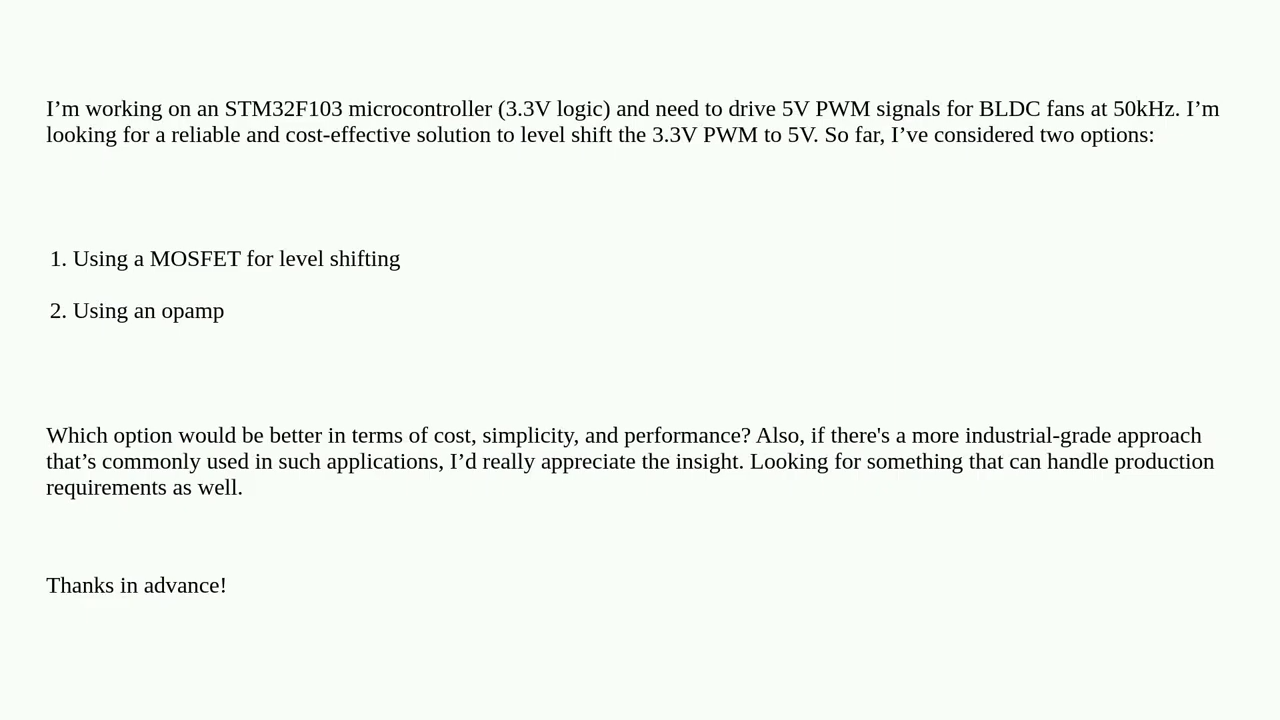 I’m working on an STM32F103 microcontroller (3.3V logic) and need to drive 5V PWM signals for BLDC fans at 50kHz. I’m
looking for a reliable and cost-effective solution to level shift the 3.3V PWM to 5V. So far, I’ve considered two options:
1. Using a MOSFET for level shifting
2. Using an opamp
Which option would be better in terms of cost, simplicity, and performance? Also, if there's a more industrial-grade approach
that’s commonly used in such applications, I’d really appreciate the insight. Looking for something that can handle production
requirements as well.
Thanks in advance!